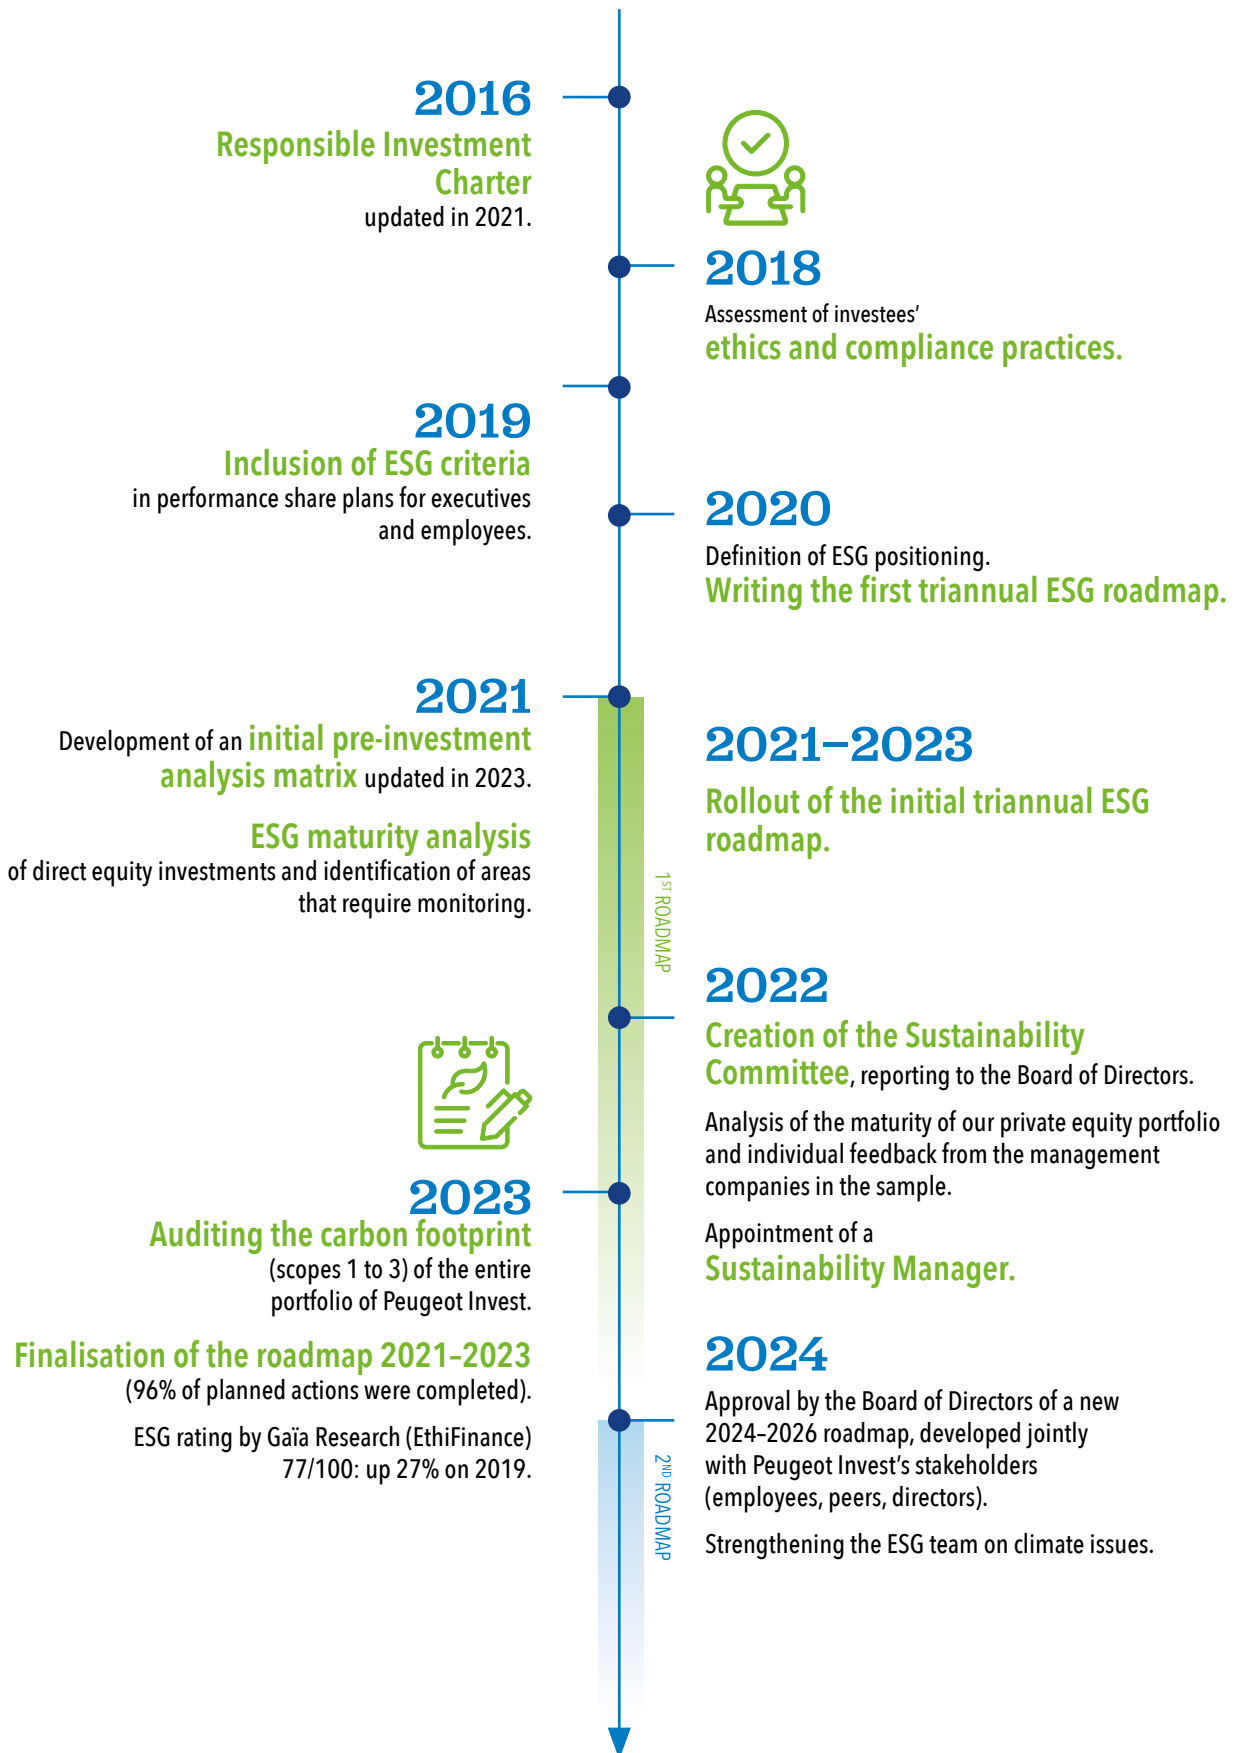 2016
Responsible Investment
Charter
updated in 2021.
2018
Assessment of investees’
ethics and compliance practices.
2019
Inclusion of ESG criteria
in performance share plans for executives
and employees.
2020
Definition of ESG positioning.
Writing the first triannual ESG roadmap.
2021
Development of an initial pre-investment
analysis matrix updated in 2023.
ESG maturity analysis
of direct equity investments and identification of areas
that require monitoring.
2021–2023
Rollout of the initial triannual ESG
roadmap.
1ST ROADMAP
2022
Creation of the Sustainability
Committee, reporting to the Board of Directors.
Analysis of the maturity of our private equity portfolio
and individual feedback from the management
companies in the sample.
Appointment of a
Sustainability Manager.
2023
Auditing the carbon footprint
(scopes 1 to 3) of the entire
portfolio of Peugeot Invest.
Finalisation of the roadmap 2021–2023
(96% of planned actions were completed).
ESG rating by Gaïa Research (EthiFinance)
77/100: up 27% on 2019.
2024
Approval by the Board of Directors of a new
2024–2026 roadmap, developed jointly
with Peugeot Invest’s stakeholders
(employees, peers, directors).
Strengthening the ESG team on climate issues.
2ND ROADMAP